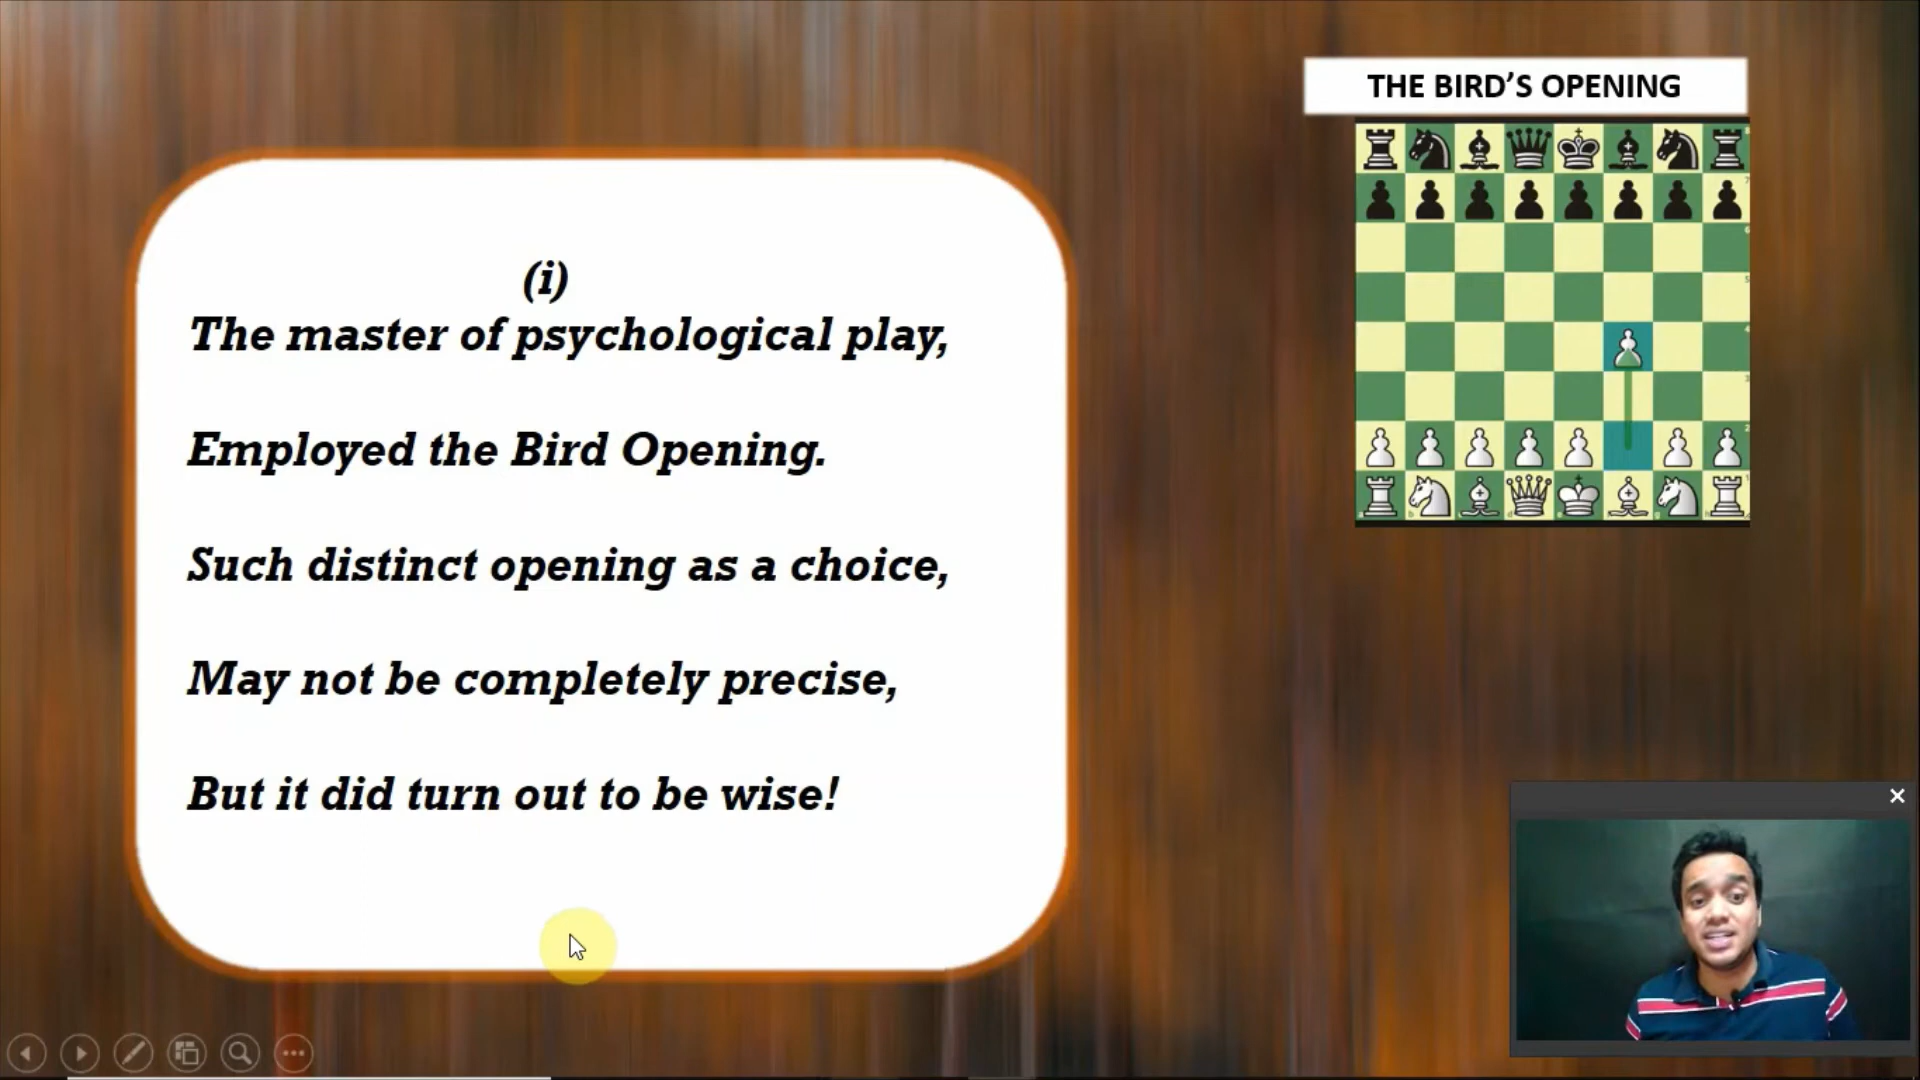 THE BIRD’S OPENING
(i)
The master of psychological play,
Employed the Bird Opening.
Such distinct opening as a choice,
May not be completely precise,
But it did turn out to be wise!